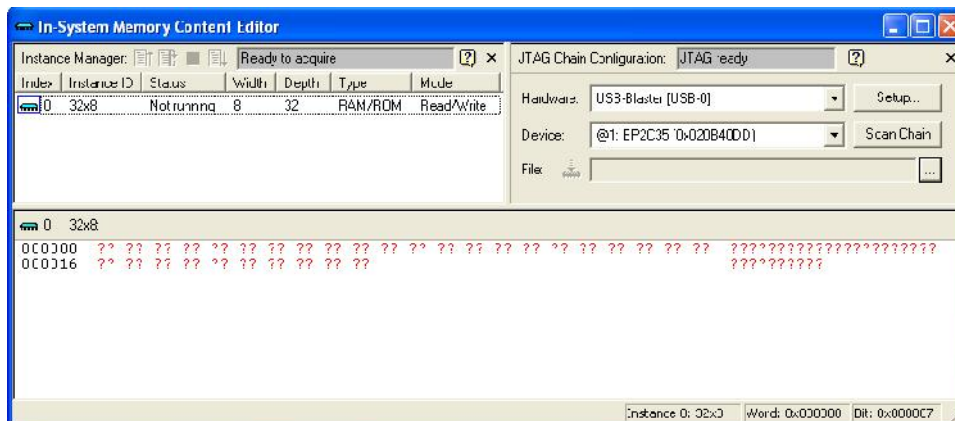 In-System Memory Content Editor
Instance Manager: Ready to acquire
Index Instance ID Status Width Depth Type Mode
0 32x8 Not running 8 32 RAM/ROM Read/Write
JTAG Chain Configuration: JTAG ready
Hardware: USB-Blaster [USB-0] Setup...
Device: @1: EP2C35 (0x020B40DD) Scan Chain
File: ...
0 32x8:
000000 ?? ?? ?? ?? ?? ?? ?? ?? ?? ?? ?? ?? ?? ?? ?? ?? ?? ?? ?? ?? ?? ?? ??????????????????????
000016 ?? ?? ?? ?? ?? ?? ?? ?? ?? ?? ??????????
Instance 0: 32x8 Word: 0x000000 Bit: 0x000007